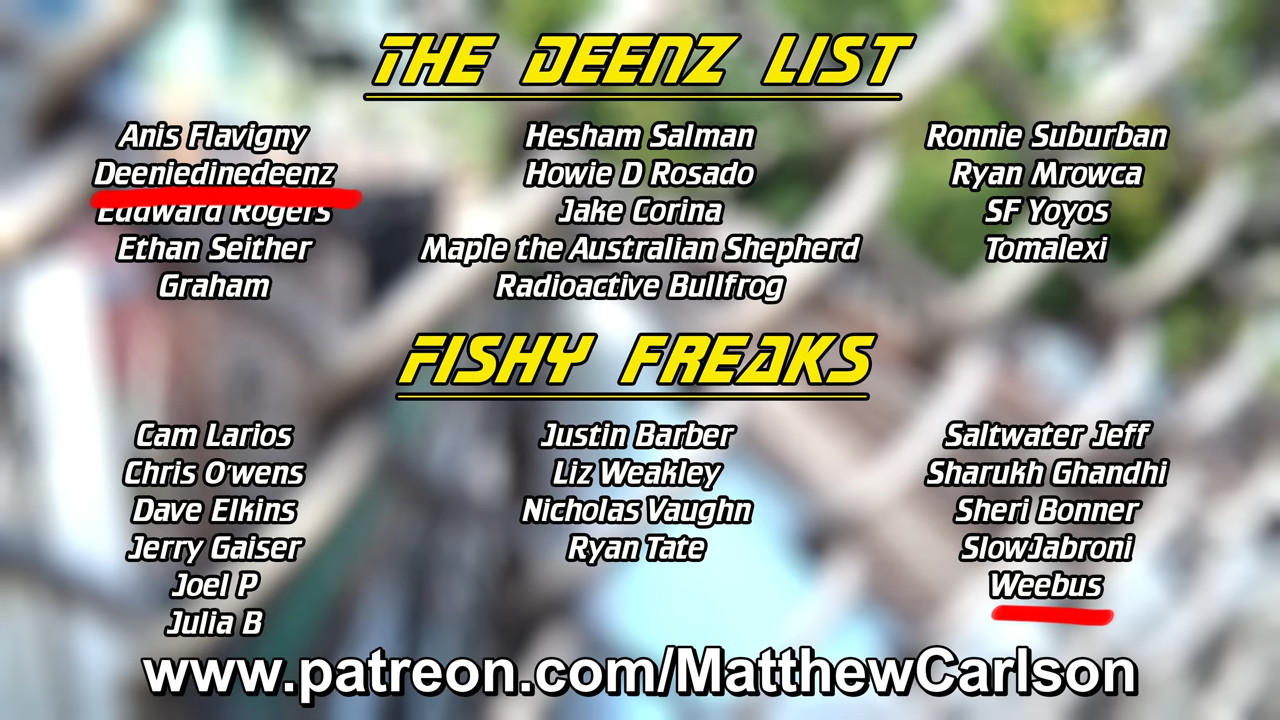 THE DEENZ LIST
Anis Flavigny
Deeniedinedeenz
Eddward Rogers
Ethan Seither
Graham
Hesham Salman
Howie D Rosado
Jake Corina
Maple the Australian Shepherd
Radioactive Bullfrog
Ronnie Suburban
Ryan Mrowca
SF Yoyos
Tomalexi
FISHY FREAKS
Cam Larios
Chris O'wens
Dave Elkins
Jerry Gaiser
Joel P
Julia B
Justin Barber
Liz Weakley
Nicholas Vaughn
Ryan Tate
Saltwater Jeff
Sharukh Ghandhi
Sheri Bonner
SlowJabroni
Weebus
www.patreon.com/MatthewCarlson